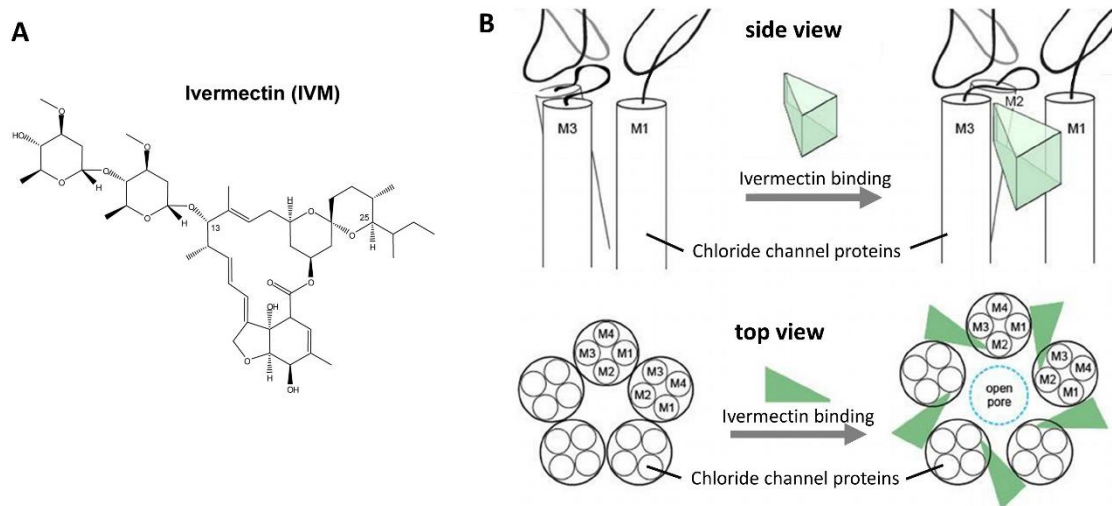 A
Ivermectin (IVM)
O
O
HO
O
O
H
O
O
H
O
13
O
O
25
H
H
O
O
OH
O
H
OH
B
side view
M3
M1
Ivermectin binding
M3
M2
M1
Chloride channel proteins
top view
M4
M3
M1
M2
M3
M4
M2
M1
Ivermectin binding
M4
M3
M1
M2
M3
M4
M2
M1
open
pore
Chloride channel proteins